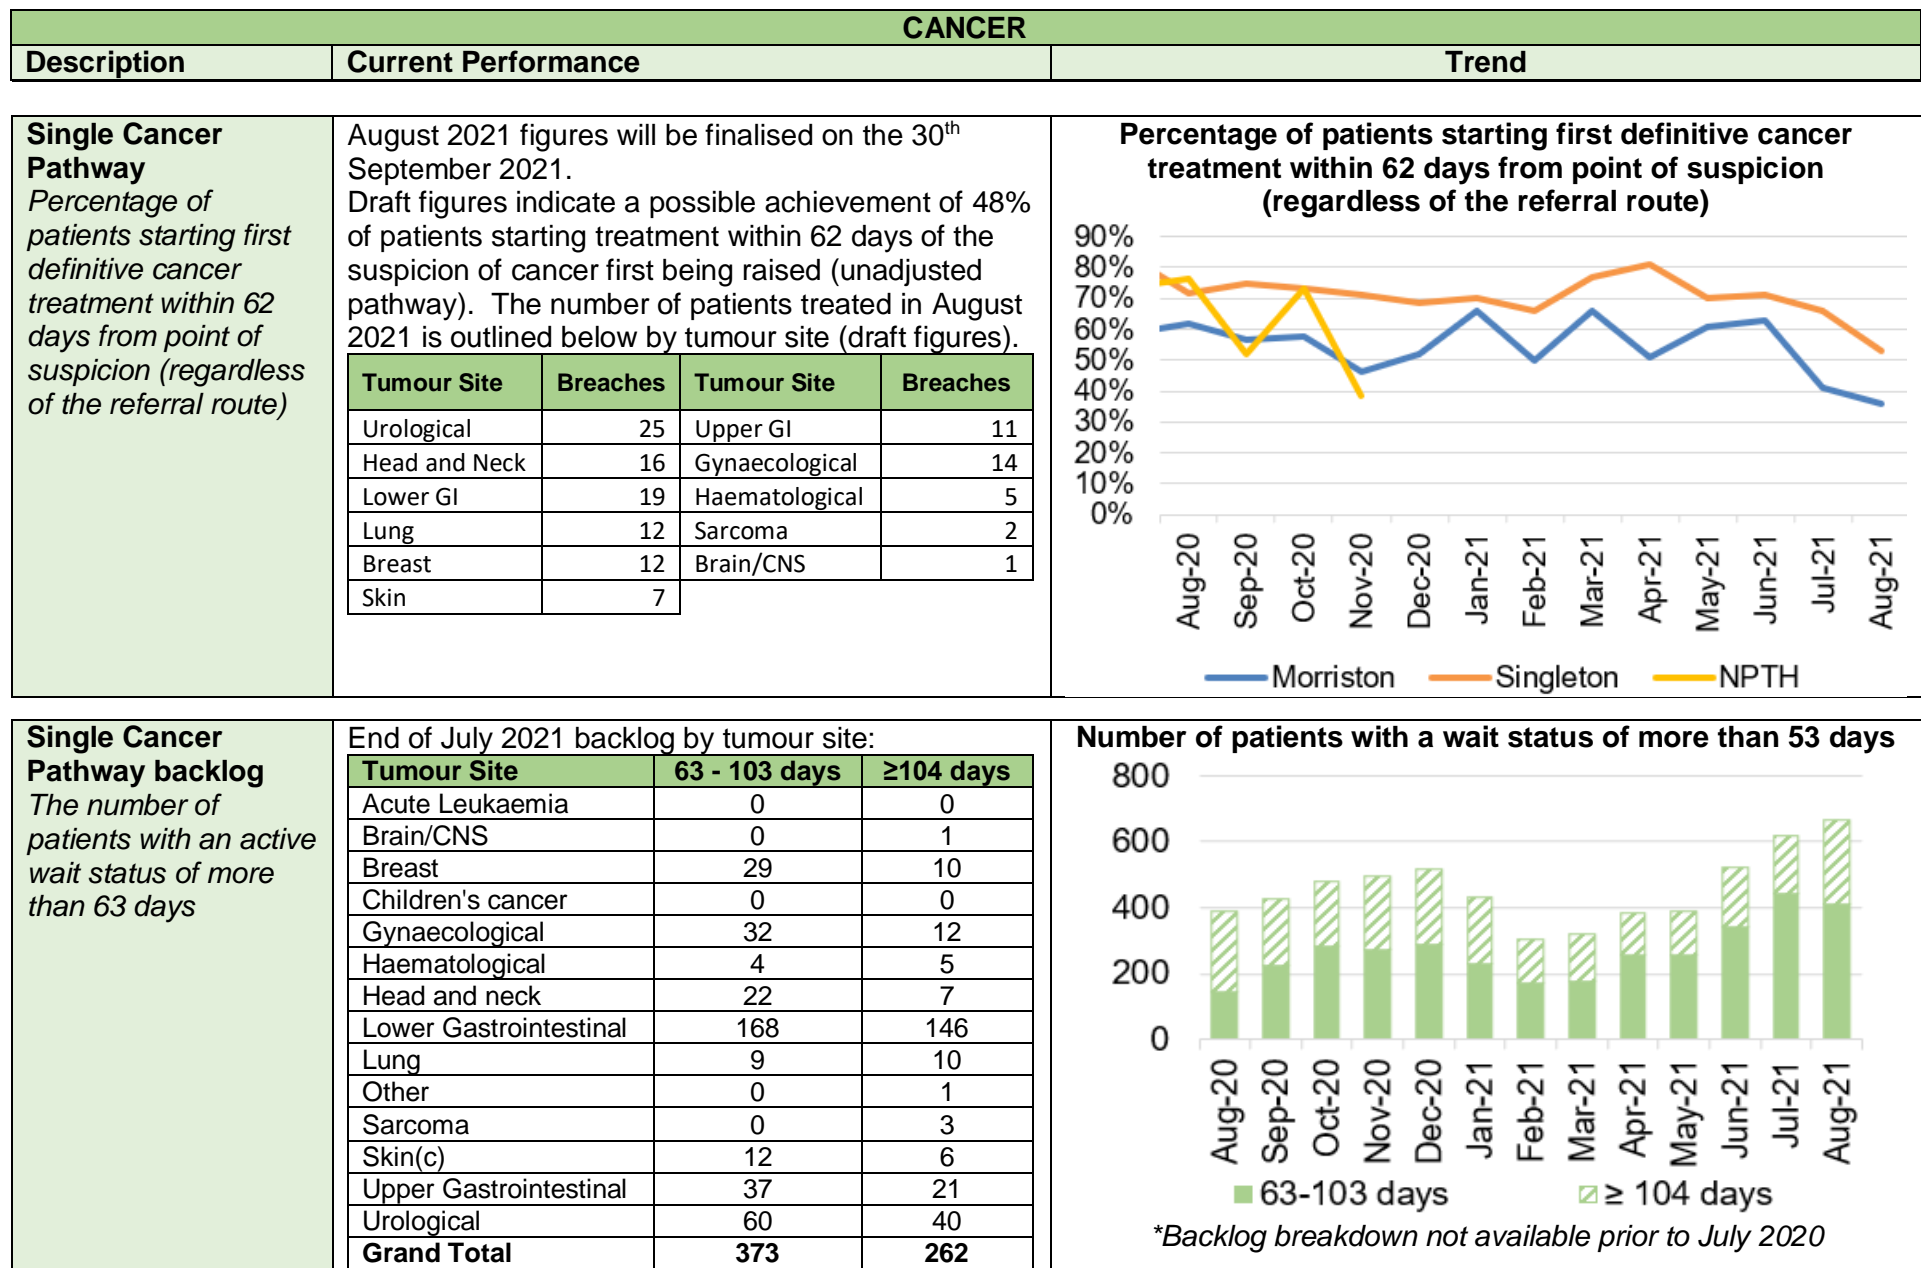 CANCER
Description Current Performance Trend
Single Cancer
Pathway
Percentage of
patients starting first
definitive cancer
treatment within 62
days from point of
suspicion (regardless
of the referral route)
August 2021 figures will be finalised on the 30th
September 2021.
Draft figures indicate a possible achievement of 48%
of patients starting treatment within 62 days of the
suspicion of cancer first being raised (unadjusted
pathway). The number of patients treated in August
2021 is outlined below by tumour site (draft figures).
Tumour Site Breaches Tumour Site Breaches
Urological 25 Upper GI 11
Head and Neck 16 Gynaecological 14
Lower GI 19 Haematological 5
Lung 12 Sarcoma 2
Breast 12 Brain/CNS 1
Skin 7
Percentage of patients starting first definitive cancer
treatment within 62 days from point of suspicion
(regardless of the referral route)
90%
80%
70%
60%
50%
40%
30%
20%
10%
0%
Aug-20 Sep-20 Oct-20 Nov-20 Dec-20 Jan-21 Feb-21 Mar-21 Apr-21 May-21 Jun-21 Jul-21 Aug-21
Morriston Singleton NPTH
Single Cancer
Pathway backlog
The number of
patients with an active
wait status of more
than 63 days
End of July 2021 backlog by tumour site:
Tumour Site 63 - 103 days ≥104 days
Acute Leukaemia 0 0
Brain/CNS 0 1
Breast 29 10
Children's cancer 0 0
Gynaecological 32 12
Haematological 4 5
Head and neck 22 7
Lower Gastrointestinal 168 146
Lung 9 10
Other 0 1
Sarcoma 0 3
Skin(c) 12 6
Upper Gastrointestinal 37 21
Urological 60 40
Grand Total 373 262
Number of patients with a wait status of more than 53 days
800
600
400
200
0
Aug-20 Sep-20 Oct-20 Nov-20 Dec-20 Jan-21 Feb-21 Mar-21 Apr-21 May-21 Jun-21 Jul-21 Aug-21
63-103 days ≥ 104 days
*Backlog breakdown not available prior to July 2020